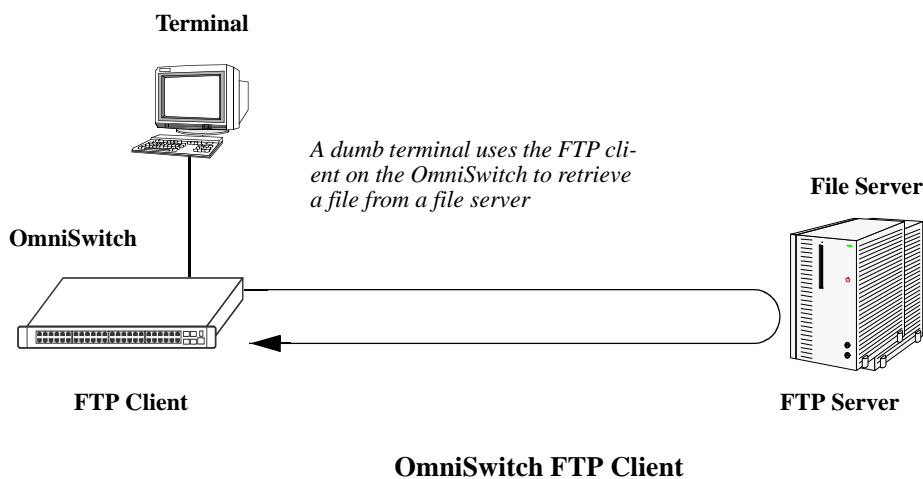 Terminal
A dumb terminal uses the FTP cli-
ent on the OmniSwitch to retrieve
a file from a file server
File Server
OmniSwitch
FTP Client
FTP Server
OmniSwitch FTP Client